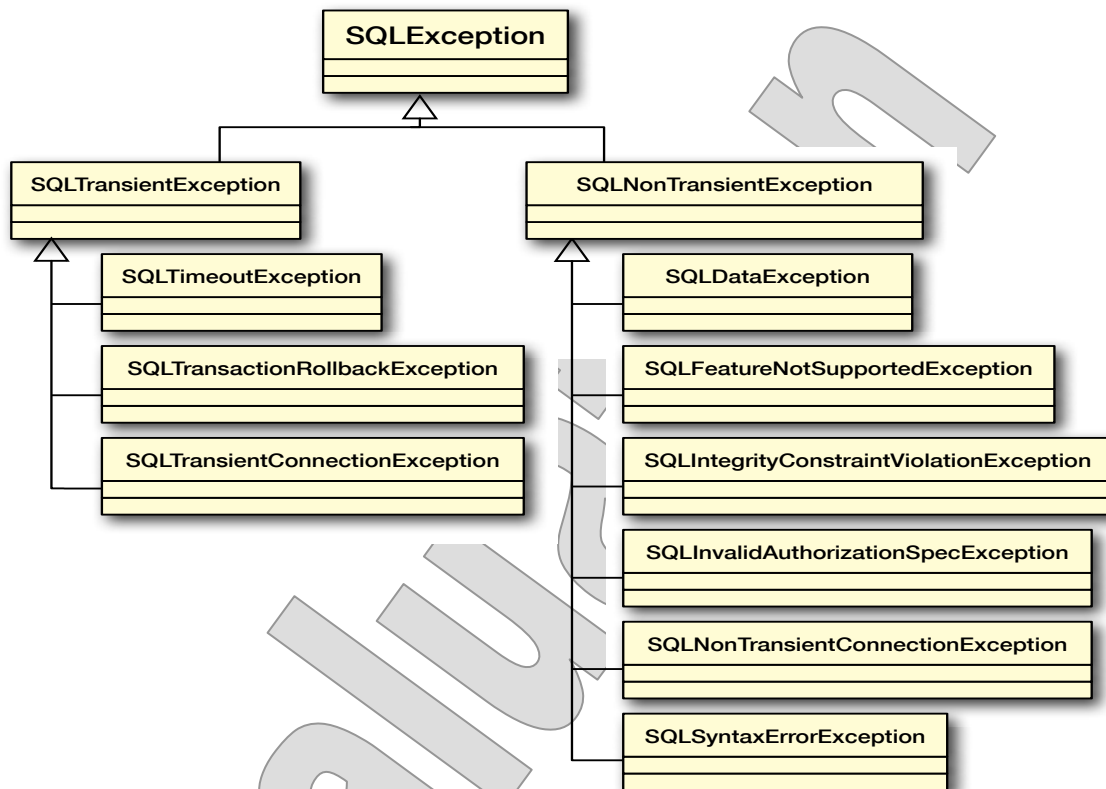 SQLException
SQLTransientException
SQLNonTransientException
SQLTimeoutException
SQLDataException
SQLTransactionRollbackException
SQLFeatureNotSupportedException
SQLTransientConnectionException
SQLIntegrityConstraintViolationException
SQLInvalidAuthorizationSpecException
SQLNonTransientConnectionException
SQLSyntaxErrorException